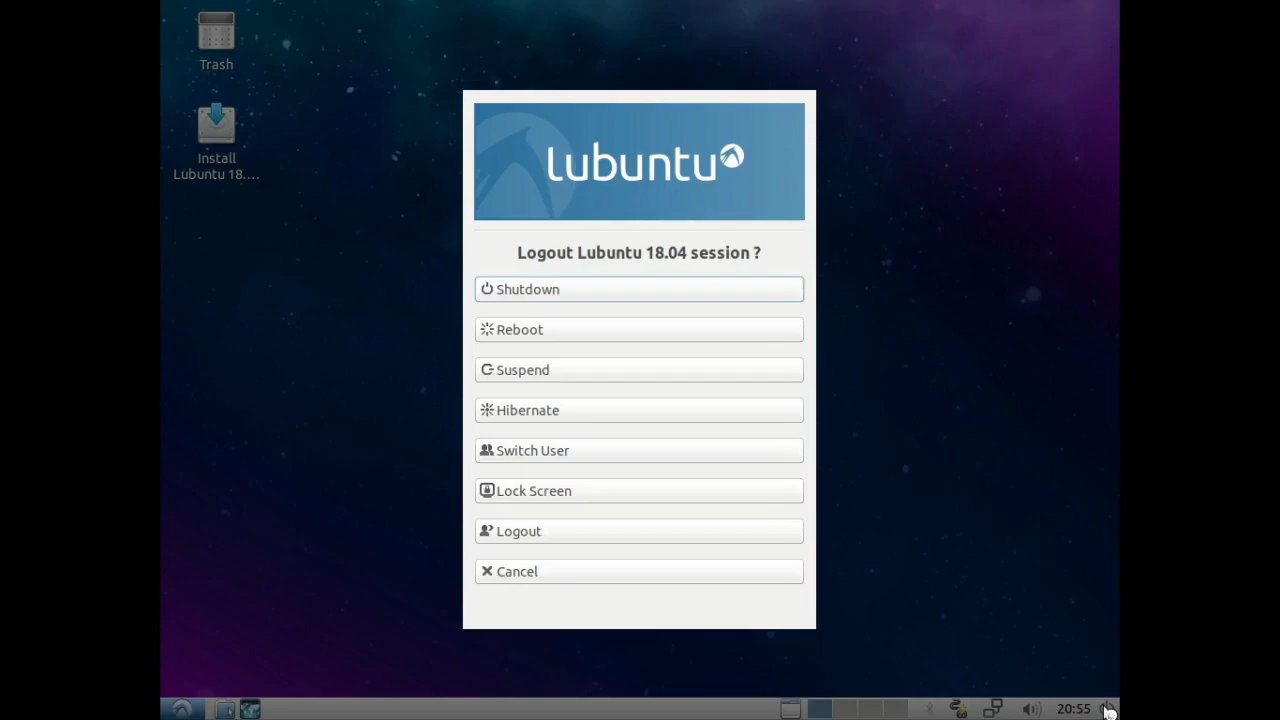 Trash
Install
Lubuntu 18....
lubuntu
Logout Lubuntu 18.04 session ?
Shutdown
Reboot
Suspend
Hibernate
Switch User
Lock Screen
Logout
Cancel
20:55